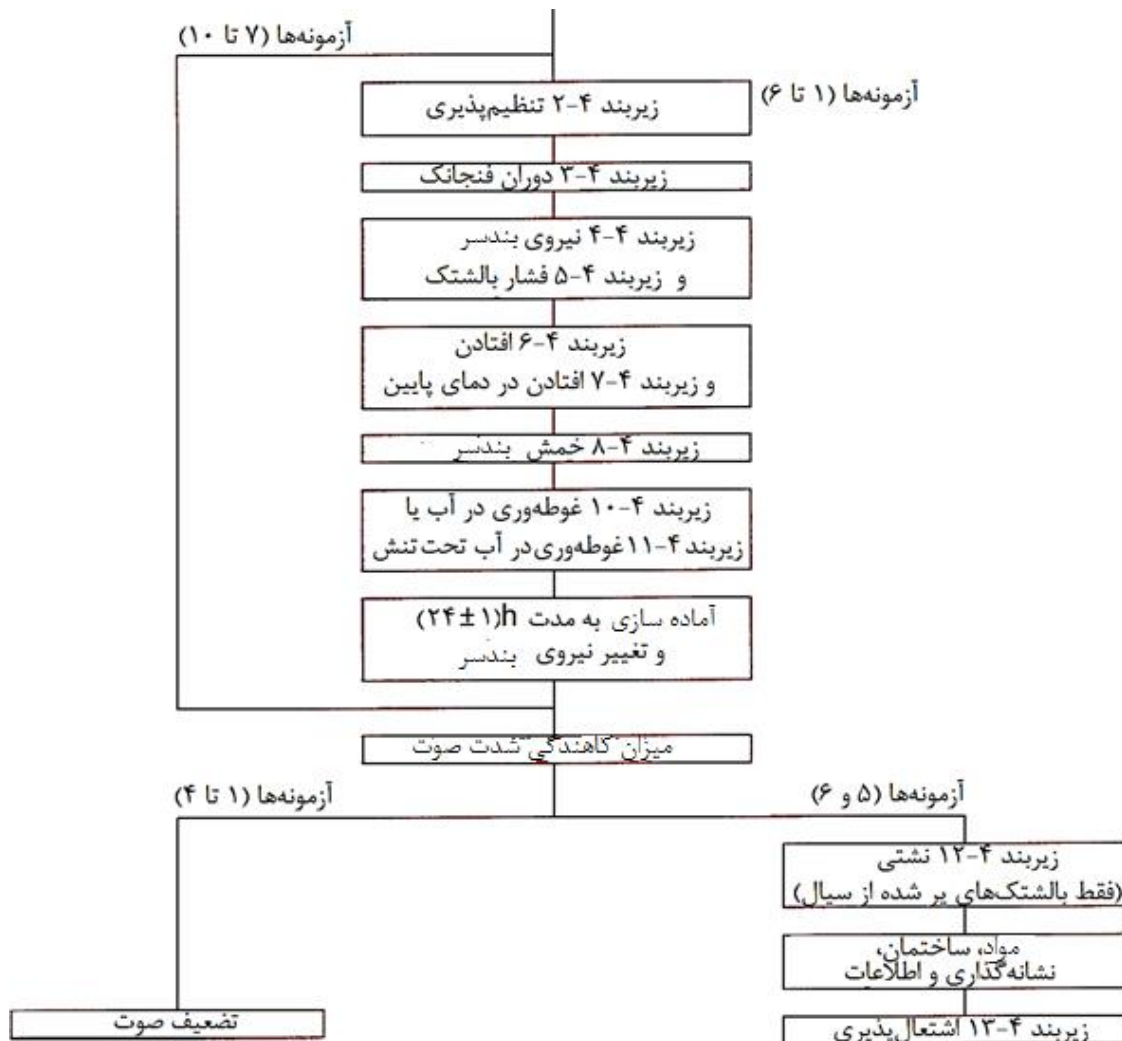 آزمونه‌ها (۷ تا ۱۰)
آزمونه‌ها (۱ تا ۶)
زیربند ۴-۲ تنظیم‌پذیری
زیربند ۴-۳ دوران فنجانک
زیربند ۴-۴ نیروی بندسر
و زیربند ۴-۵ فشار بالشتک
زیربند ۴-۶ افتادن
و زیربند ۴-۷ افتادن در دمای پایین
زیربند ۴-۸ خمش بندسر
زیربند ۴-۱۰ غوطه‌وری در آب یا
زیربند ۴-۱۱ غوطه‌وری در آب تحت تنش
آماده سازی به مدت h(۲۴±۱)
و تغییر نیروی بندسر
میزان کاهندگی شدت صوت
آزمونه‌ها (۱ تا ۴)
آزمونه‌ها (۵ و ۶)
زیربند ۴-۱۲ نشتی
(فقط بالشتک‌های پر شده از سیال)
مواد، ساختمان،
نشانه‌گذاری و اطلاعات
تضعیف صوت
زیربند ۴-۱۳ اشتعال‌پذیری